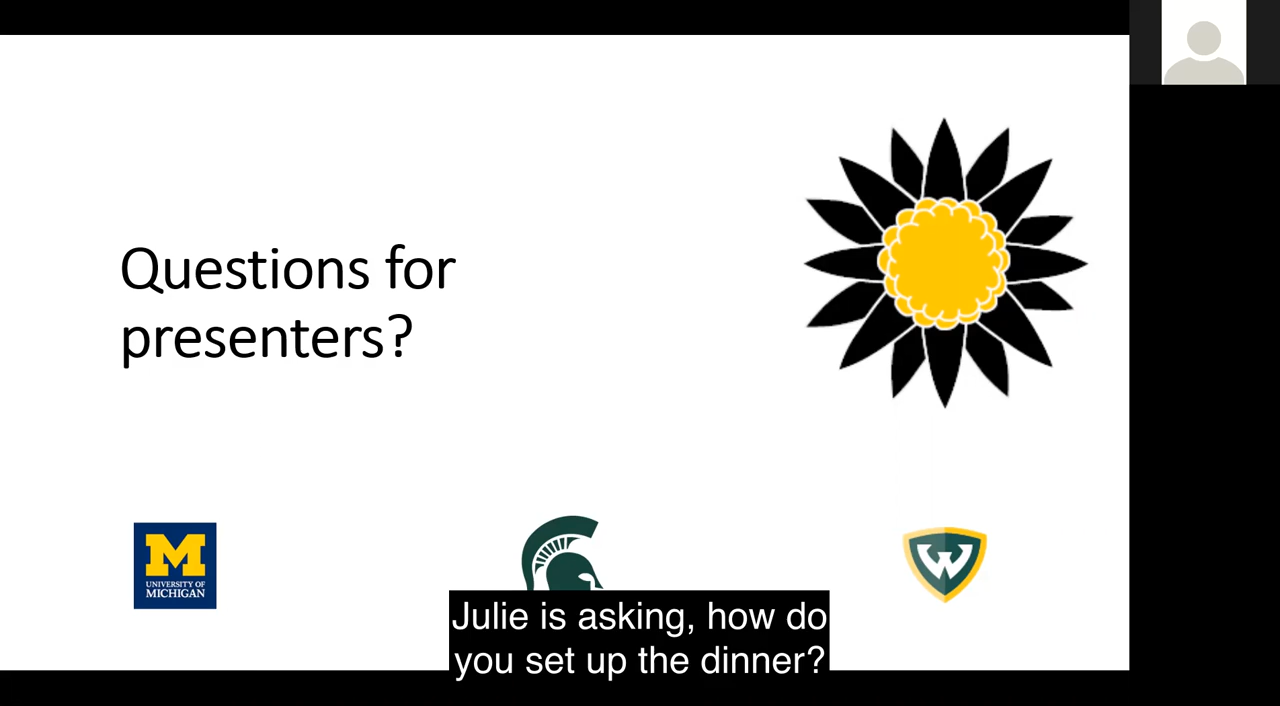 Questions for
presenters?
M
UNIVERSITY OF
MICHIGAN
W
Julie is asking, how do
you set up the dinner?